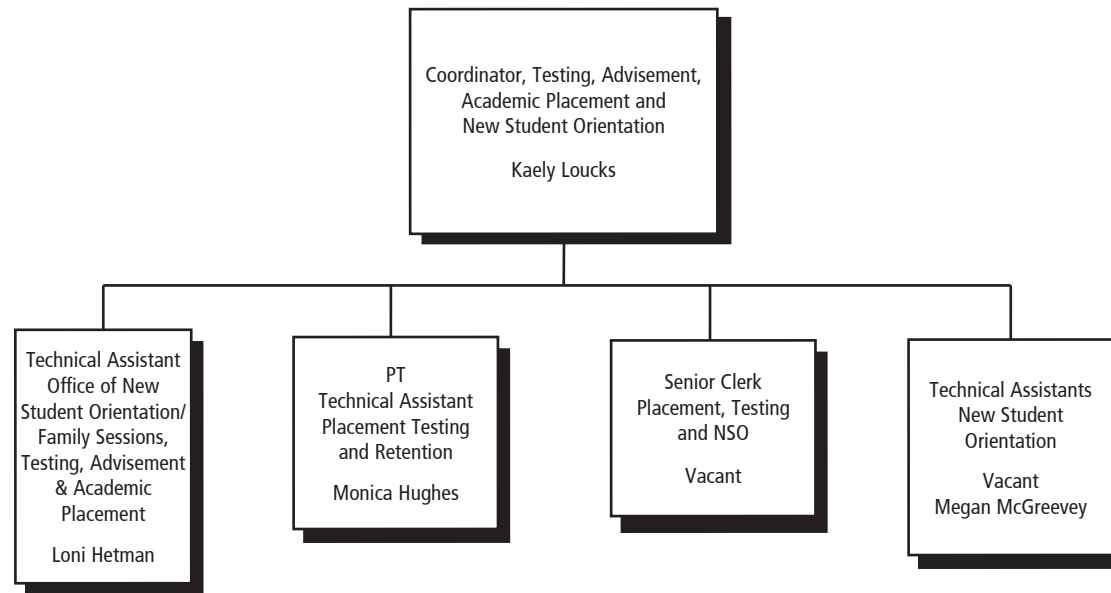 Coordinator, Testing, Advisement,
Academic Placement and
New Student Orientation
Kaely Loucks
Technical Assistant
Office of New
Student Orientation/
Family Sessions,
Testing, Advisement
& Academic
Placement
Loni Hetman
PT
Technical Assistant
Placement Testing
and Retention
Monica Hughes
Senior Clerk
Placement, Testing
and NSO
Vacant
Technical Assistants
New Student
Orientation
Vacant
Megan McGreevey